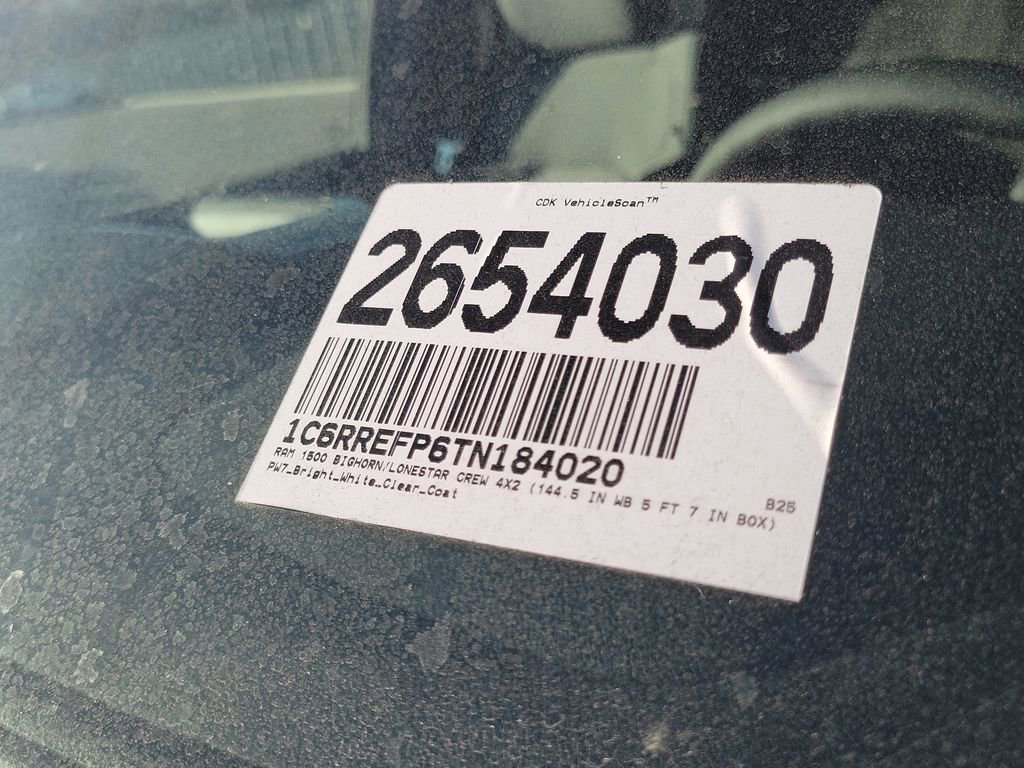 CDK VehicleScan™
2654030
1C6RREFP6TN184020
RAM 1500 BIGHORN/LONESTAR CREW 4X2 (144.5 IN WB 5 FT 7 IN BOX)
PW7_Bright_White_Clear_Coat
B25